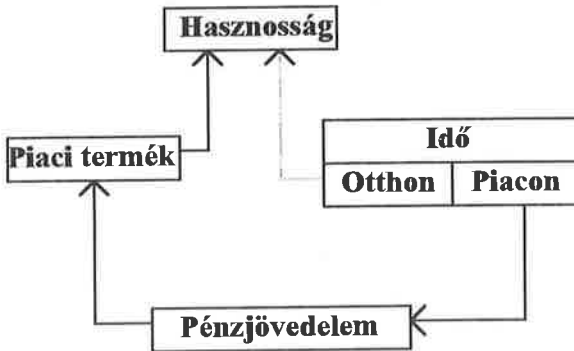 Hasznosság
Piaci termék
Idő
Otthon Piacon
Pénzjövedelem